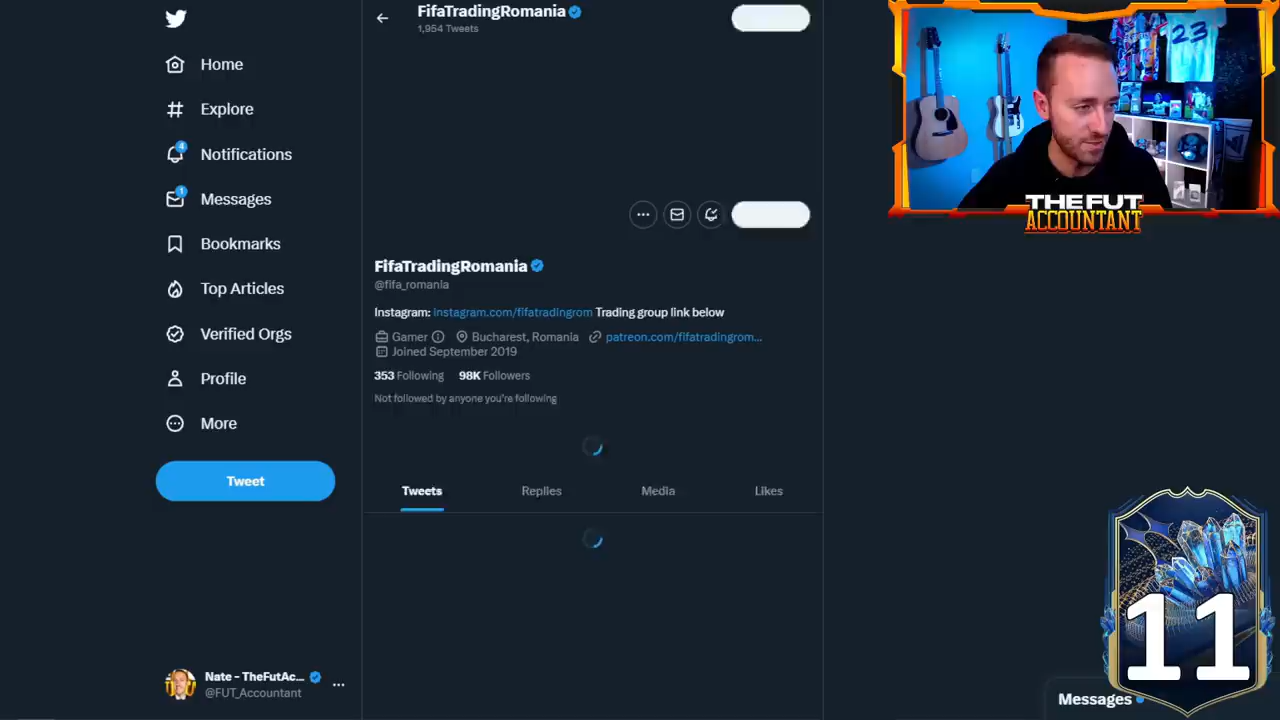 FifaTradingRomania
1,954 Tweets
Home
Explore
4
Notifications
1
Messages
Bookmarks
Top Articles
Verified Orgs
Profile
More
Tweet
Nate - TheFutAc...
@FUT_Accountant
FifaTradingRomania
@fifa_romania
Instagram: instagram.com/fifatradingrom Trading group link below
Gamer Bucharest, Romania patreon.com/fifatradingrom...
Joined September 2019
353 Following 98K Followers
Not followed by anyone you're following
Tweets Replies Media Likes
23
THE FUT
ACCOUNTANT
11
Messages